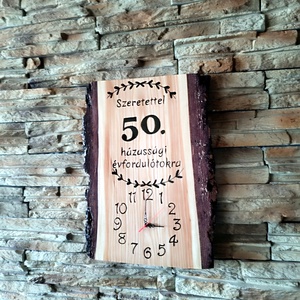 Szeretettel
50.
házassági
évfordulótokra
12
11 1
10 2
9 3
8 4
7 6 5